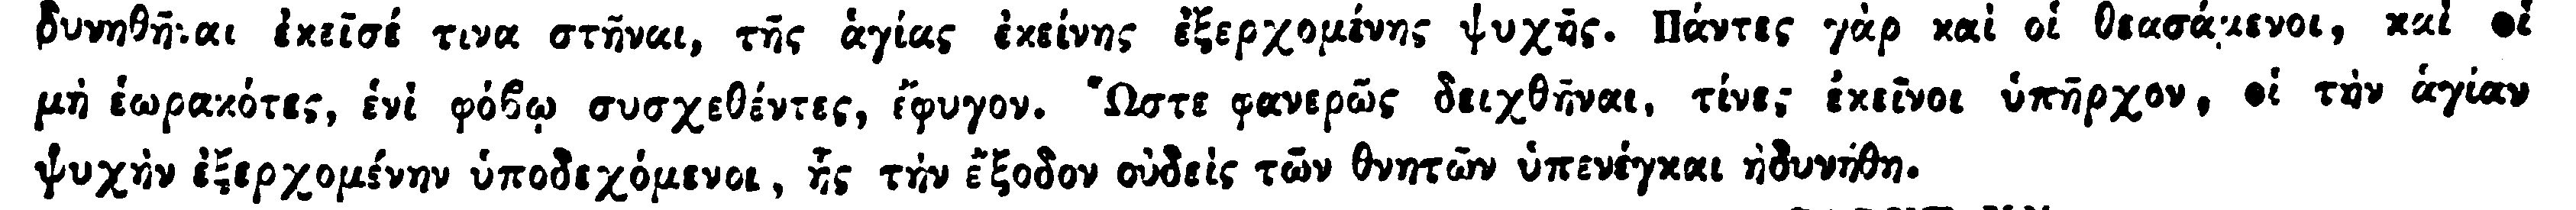 δυνηθῆναι ἐκεῖσέ τινα στῆναι, τῆς ἁγίας ἐκείνης ἐξερχομένης ψυχῆς. Πάντες γὰρ καὶ οἱ θεασάμενοι, καὶ οἱ
μὴ ἑωρακότες, ἑνὶ φόβῳ συσχεθέντες, ἔφυγον. Ὥστε φανερῶς δειχθῆναι, τίνες ἐκεῖνοι ὑπῆρχον, οἱ τὴν ἁγίαν
ψυχὴν ἐξερχομένην ὑποδεχόμενοι, ἧς τὴν ἔξοδον οὐδεὶς τῶν θνητῶν ὑπενέγκαι ἠδυνήθη.